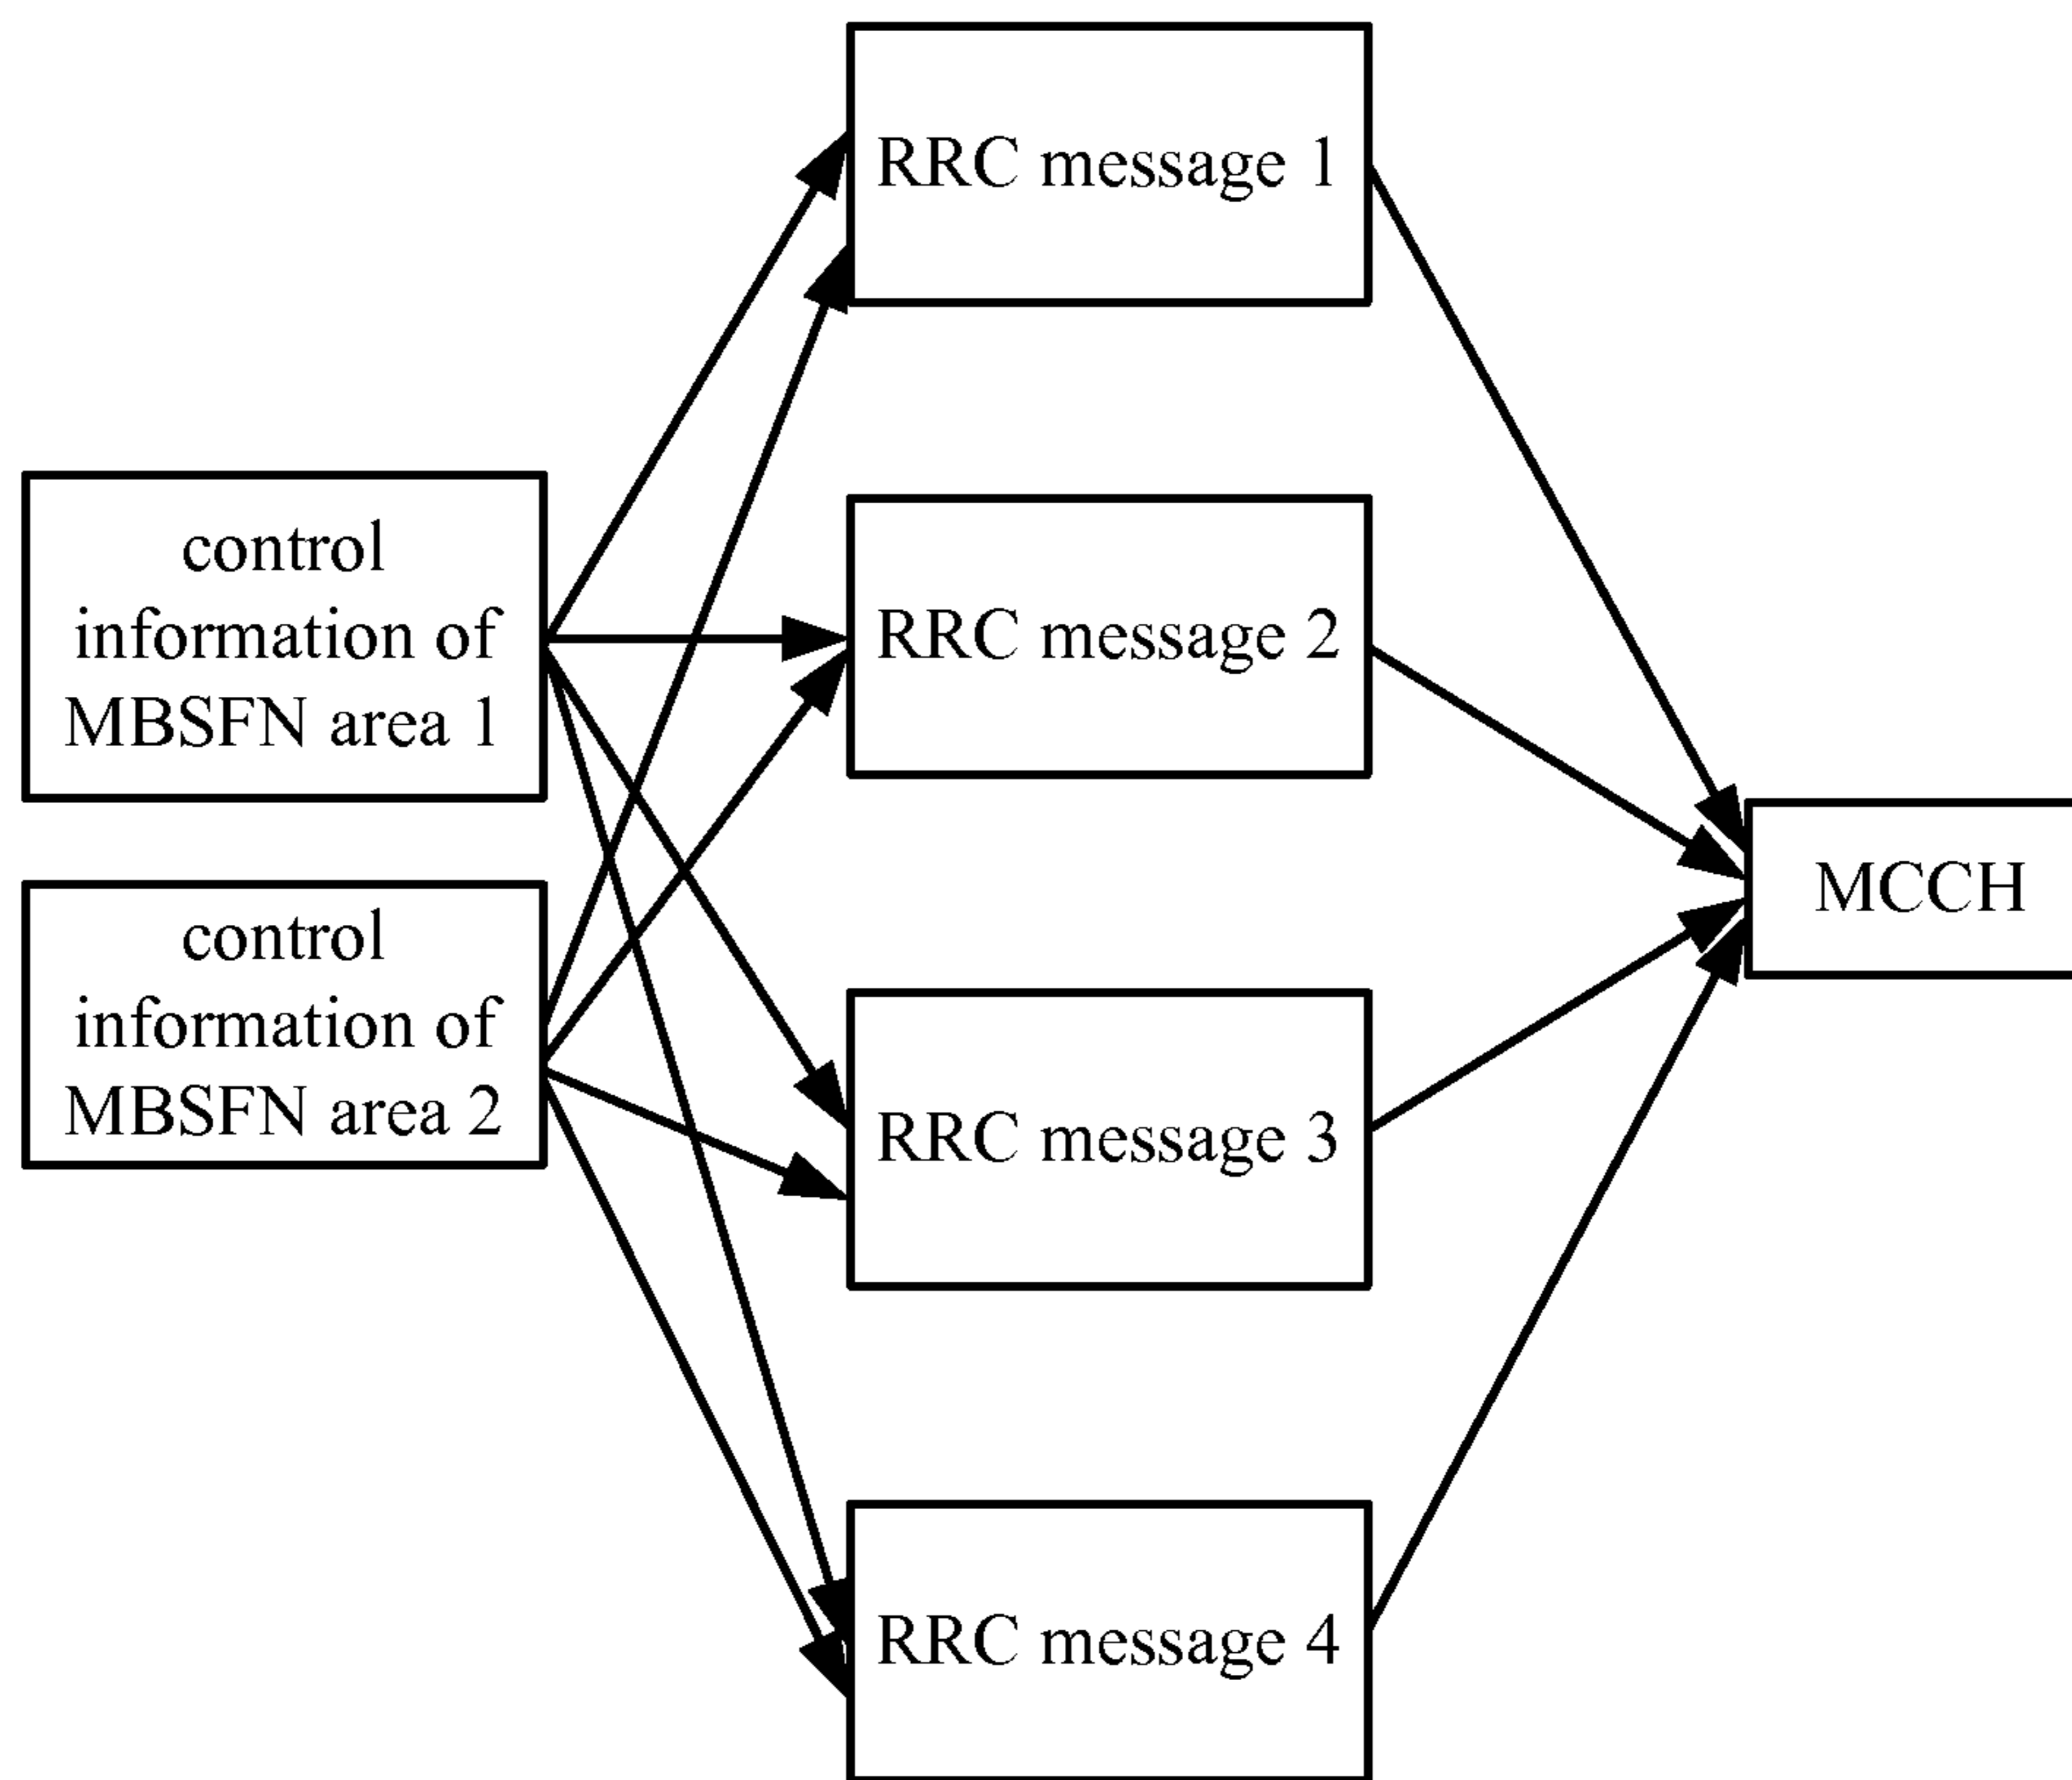 RRC message 1
control
information of
MBSFN area 1
RRC message 2
MCCH
control
information of
MBSFN area 2
RRC message 3
RRC message 4